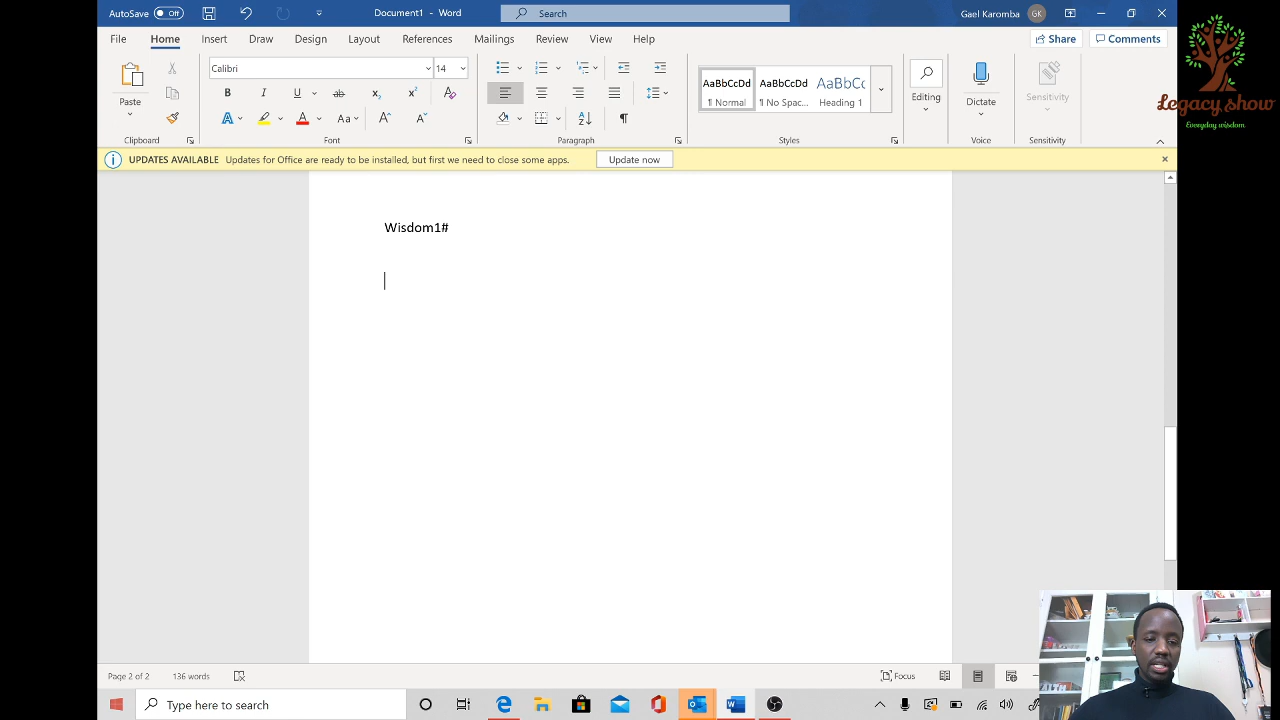 AutoSave Off Document1 - Word Search Gael Karomba GK
File Home Insert Draw Design Layout References Mailings Review View Help Share Comments
Calibri 14
Paste
Clipboard
B I U ab x₂ x² A
A A Aa A A
Font
Paragraph
AaBbCcDd AaBbCcDd AaBbCc
¶ Normal ¶ No Spac... Heading 1
Styles
Editing
Dictate
Voice
Sensitivity
Sensitivity
Legacy show
Everyday wisdom.
UPDATES AVAILABLE Updates for Office are ready to be installed, but first we need to close some apps. Update now
Wisdom1#
Page 2 of 2 136 words Focus
Type here to search